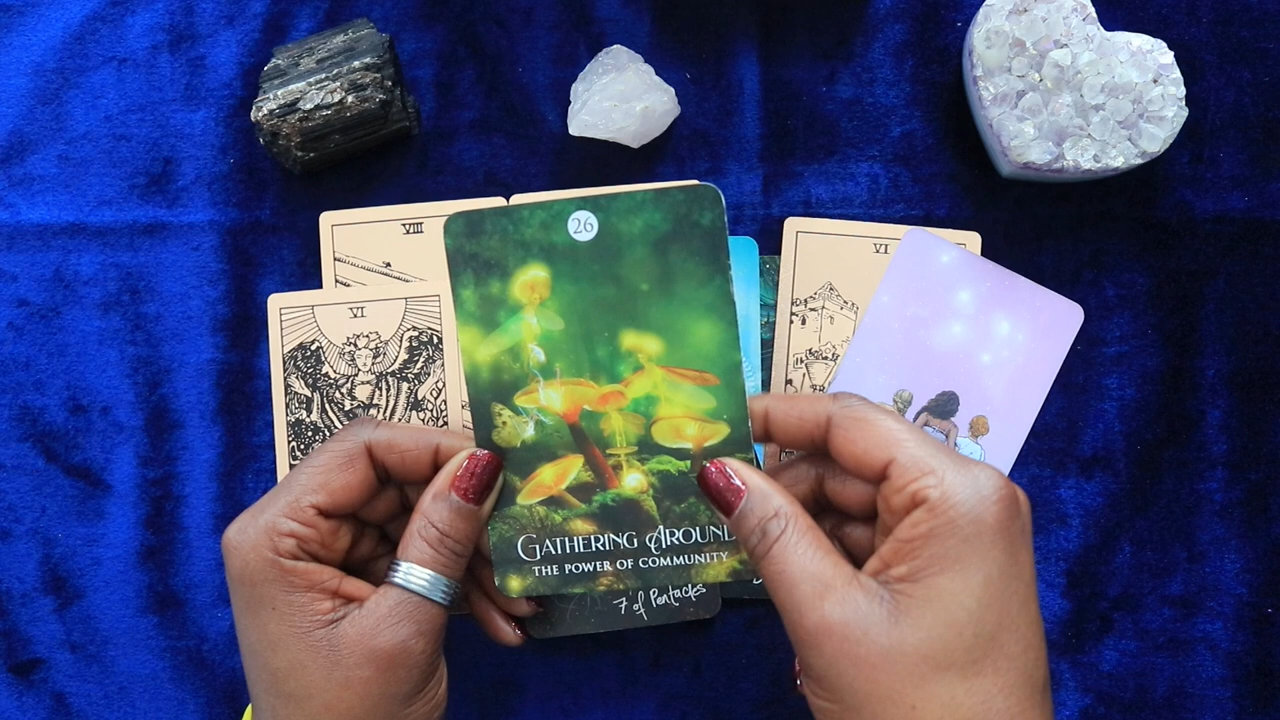 VIII
26
VI
VI
GATHERING AROUND
THE POWER OF COMMUNITY
7 of Pentacles